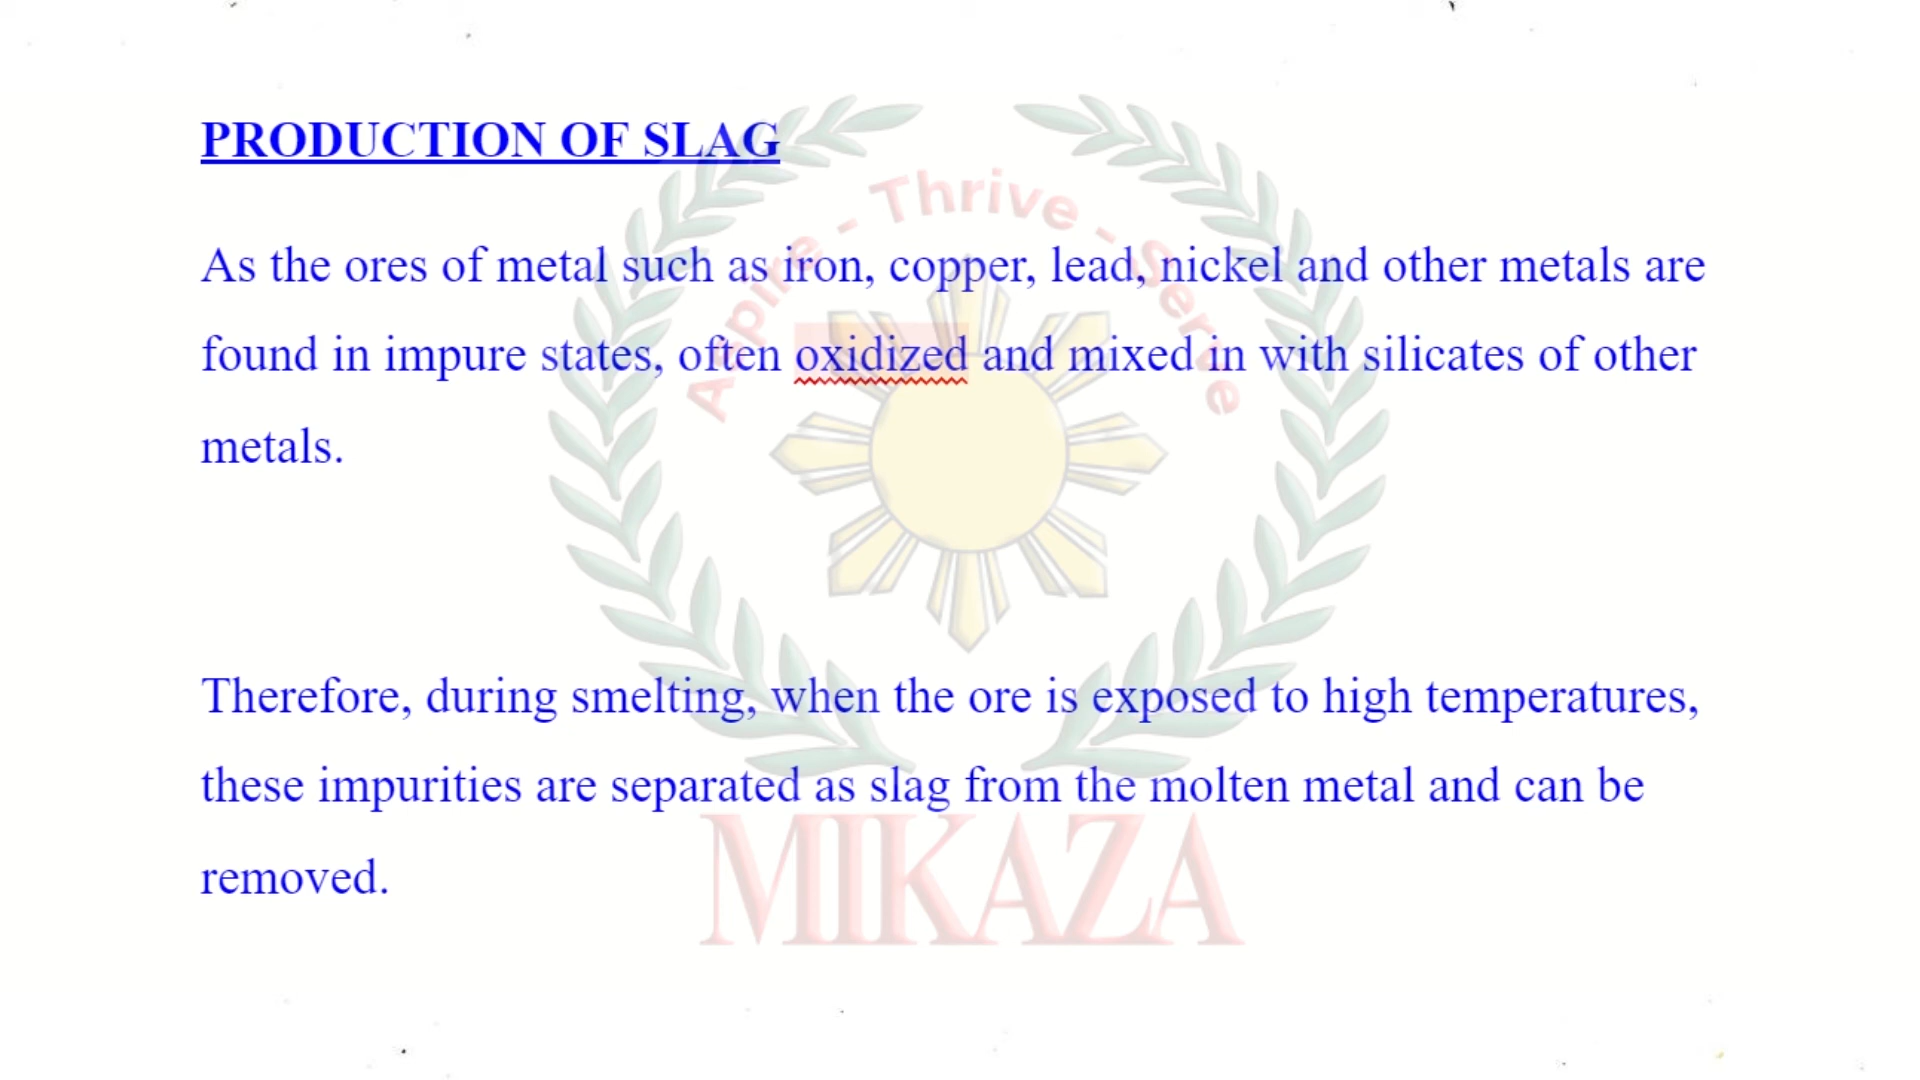 PRODUCTION OF SLAG
Aspire - Thrive - Serve
As the ores of metal such as iron, copper, lead, nickel and other metals are
found in impure states, often oxidized and mixed in with silicates of other
metals.
Therefore, during smelting, when the ore is exposed to high temperatures,
these impurities are separated as slag from the molten metal and can be
removed.
MIKAZA